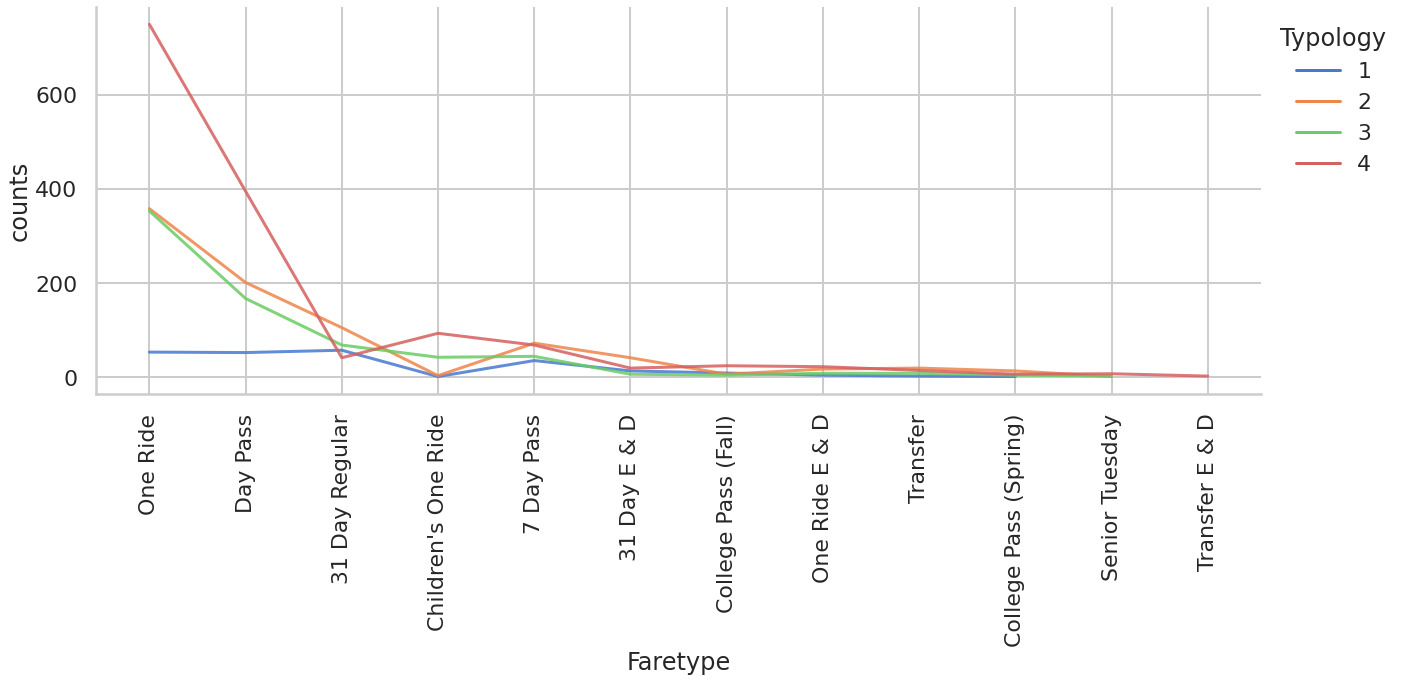 Typology
1
2
3
4
counts
600
400
200
0
One Ride
Day Pass
31 Day Regular
Children's One Ride
7 Day Pass
31 Day E & D
College Pass (Fall)
One Ride E & D
Transfer
College Pass (Spring)
Senior Tuesday
Transfer E & D
Faretype